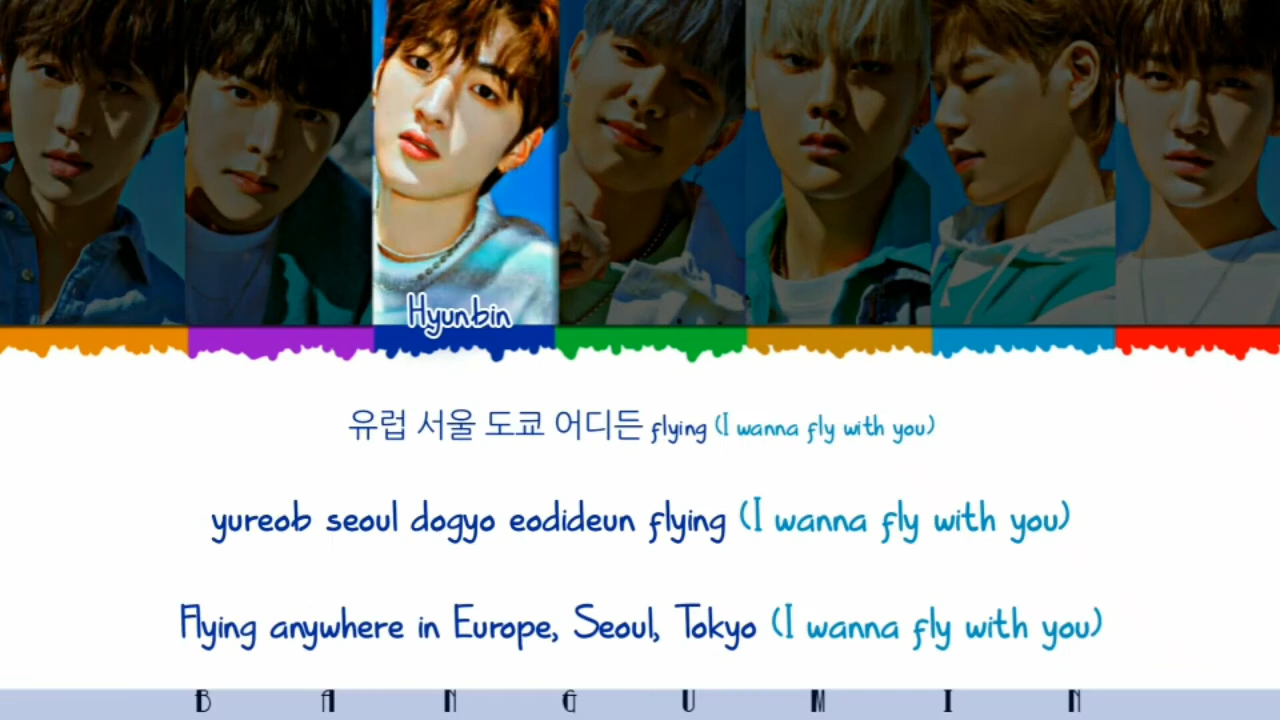 Hyunbin
유럽 서울 도쿄 어디든 flying (I wanna fly with you)
yureob seoul dogyo eodideun flying (I wanna fly with you)
Flying anywhere in Europe, Seoul, Tokyo (I wanna fly with you)
B A N G U M I N